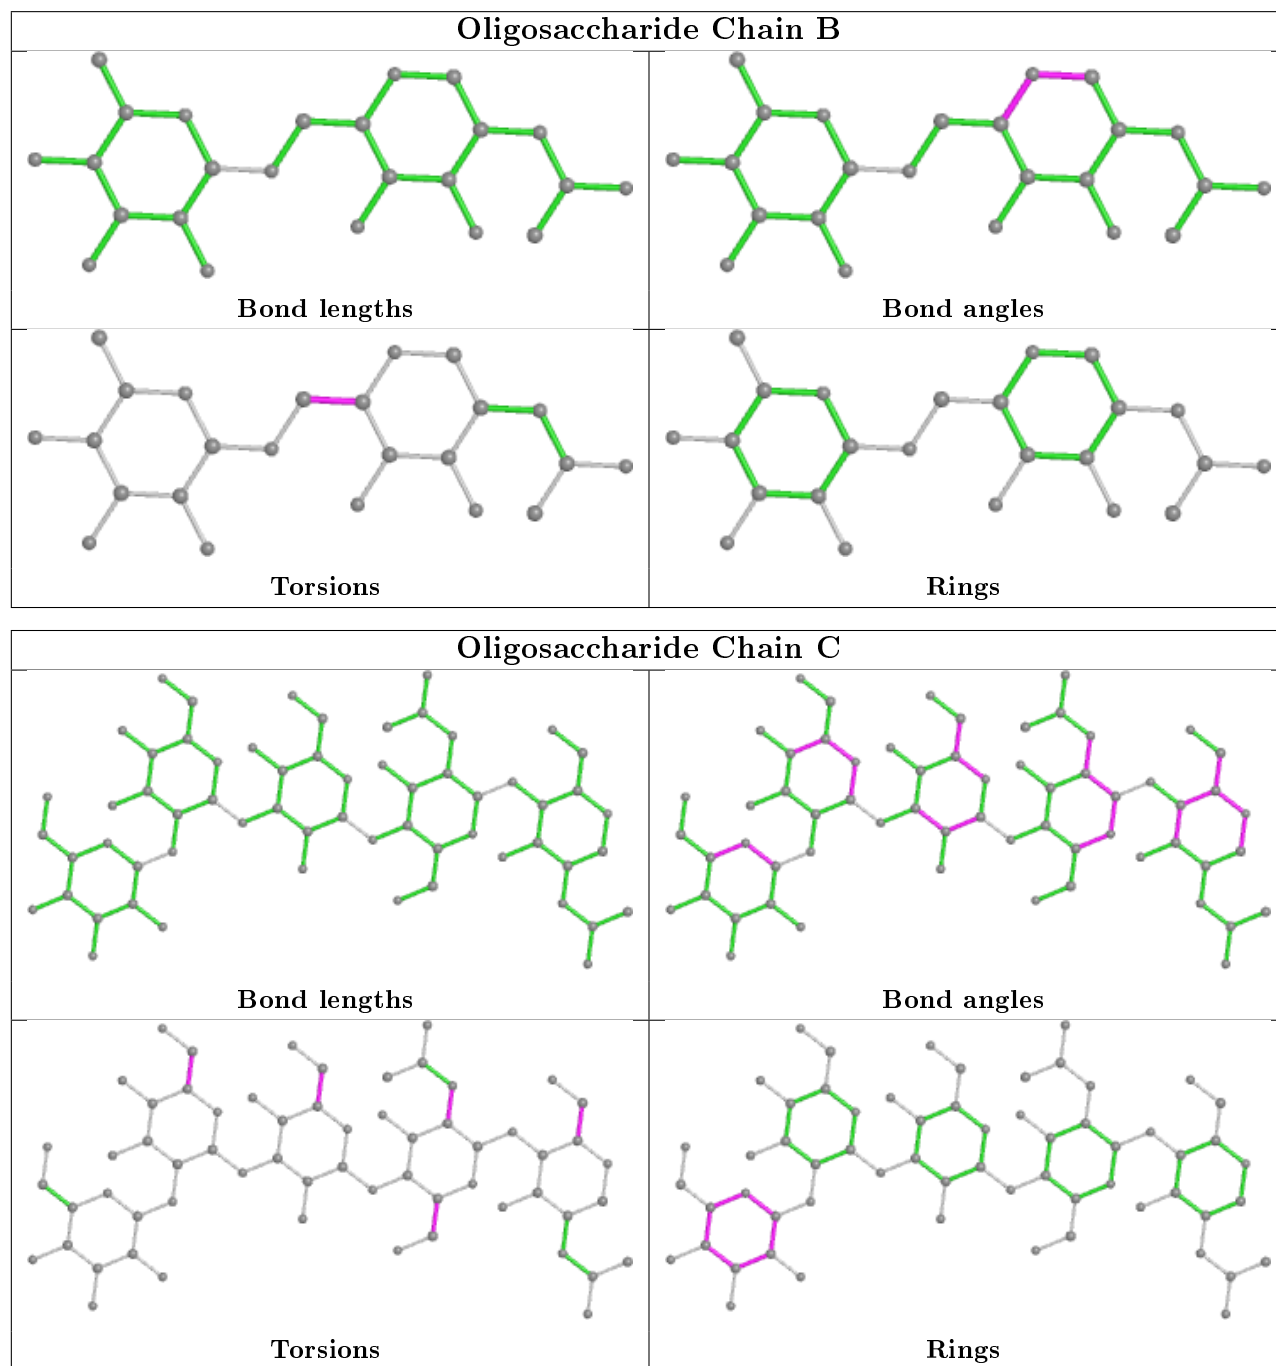 Oligosaccharide Chain B
Bond lengths
Bond angles
Torsions
Rings
Oligosaccharide Chain C
Bond lengths
Bond angles
Torsions
Rings